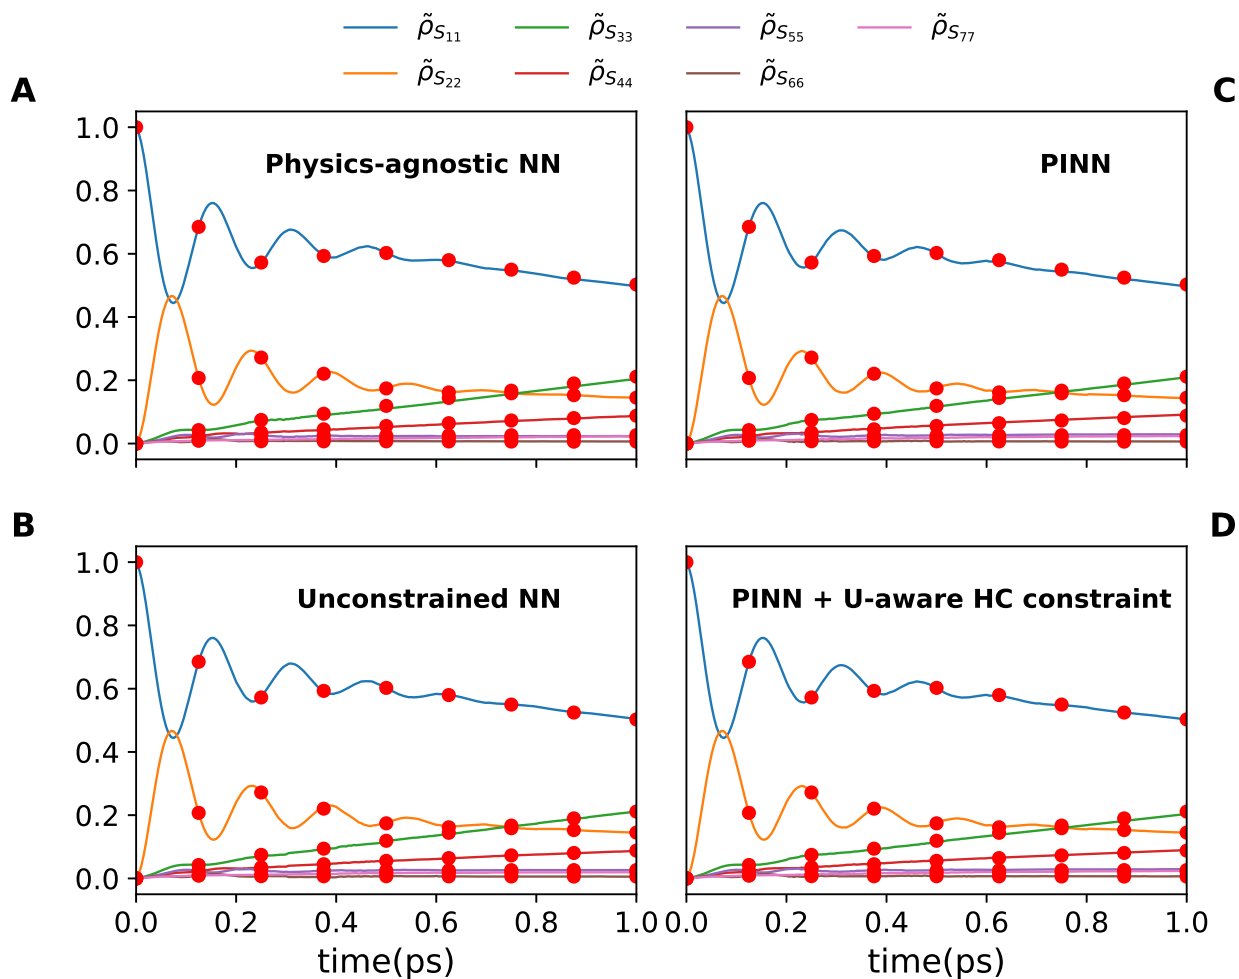 ρ̃S11 ρ̃S33 ρ̃S55 ρ̃S77
ρ̃S22 ρ̃S44 ρ̃S66
A
C
Physics-agnostic NN
PINN
1.0
0.8
0.6
0.4
0.2
0.0
B
D
Unconstrained NN
PINN + U-aware HC constraint
1.0
0.8
0.6
0.4
0.2
0.0
0.0 0.2 0.4 0.6 0.8 1.0
0.0 0.2 0.4 0.6 0.8 1.0
time(ps)
time(ps)